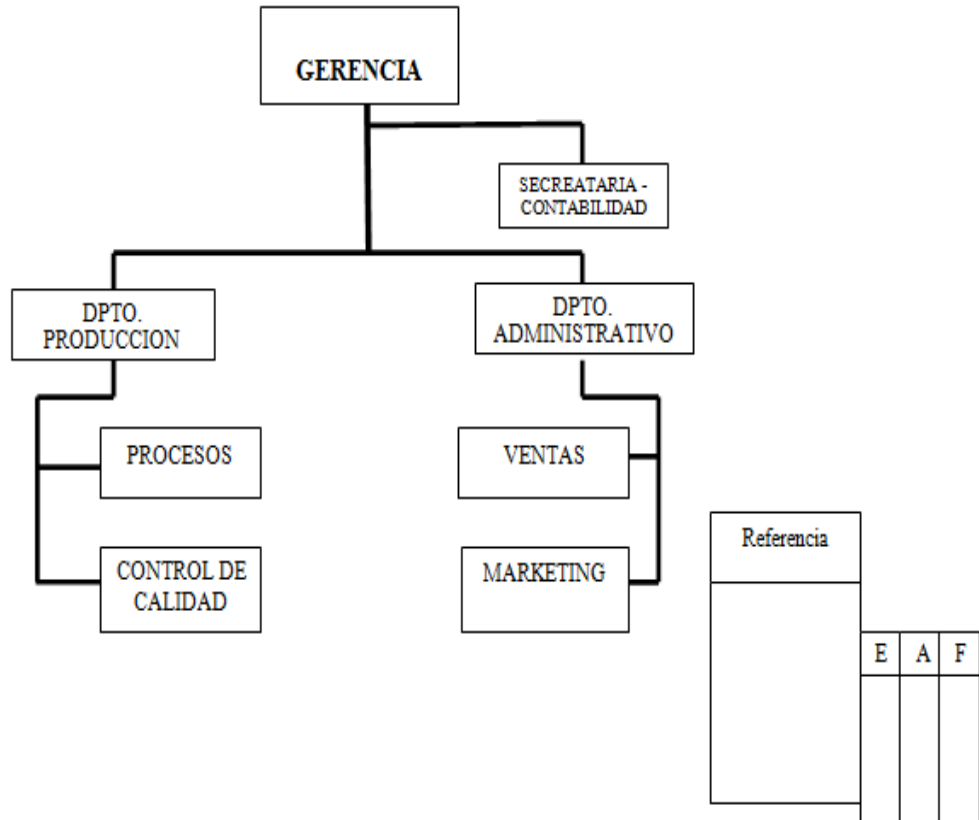 GERENCIA
SECREATARIA -
CONTABILIDAD
DPTO.
PRODUCCION
DPTO.
ADMINISTRATIVO
PROCESOS
VENTAS
CONTROL DE
CALIDAD
MARKETING
Referencia
E A F